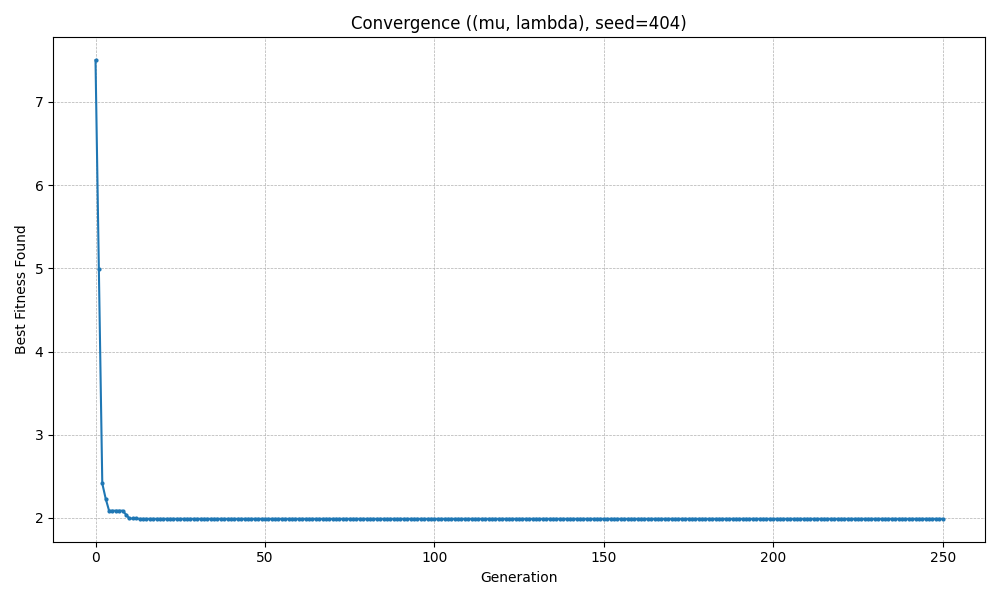 Convergence ((mu, lambda), seed=404)
7
6
5
4
3
2
Best Fitness Found
0 50 100 150 200 250
Generation